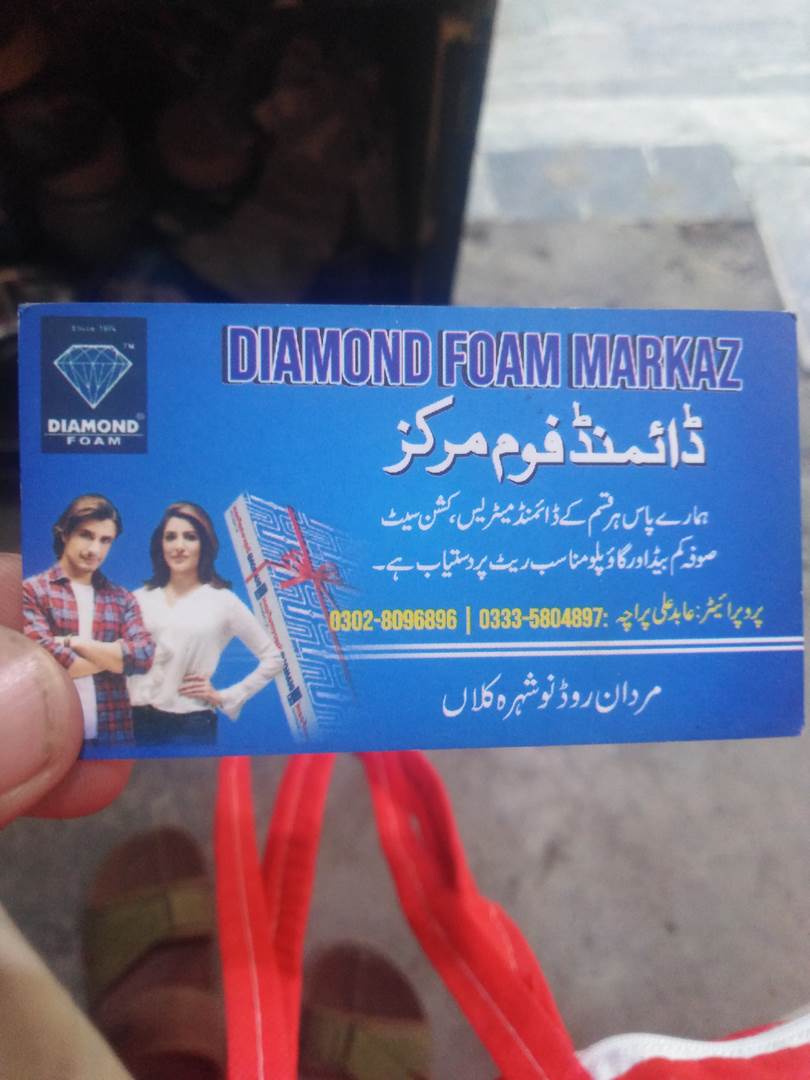 Since 1974
TM
DIAMOND®
FOAM
DIAMOND FOAM MARKAZ
ڈائمنڈ فوم مرکز
ہمارے پاس ہر قسم کے ڈائمنڈ میٹریس، کشن سیٹ
صوفہ کم بیڈ اور گاؤ پلو مناسب ریٹ پر دستیاب ہے۔
پروپرائیٹر: عابد علی پراچہ: 0333-5804897 | 0302-8096896
مردان روڈ نوشہرہ کلاں